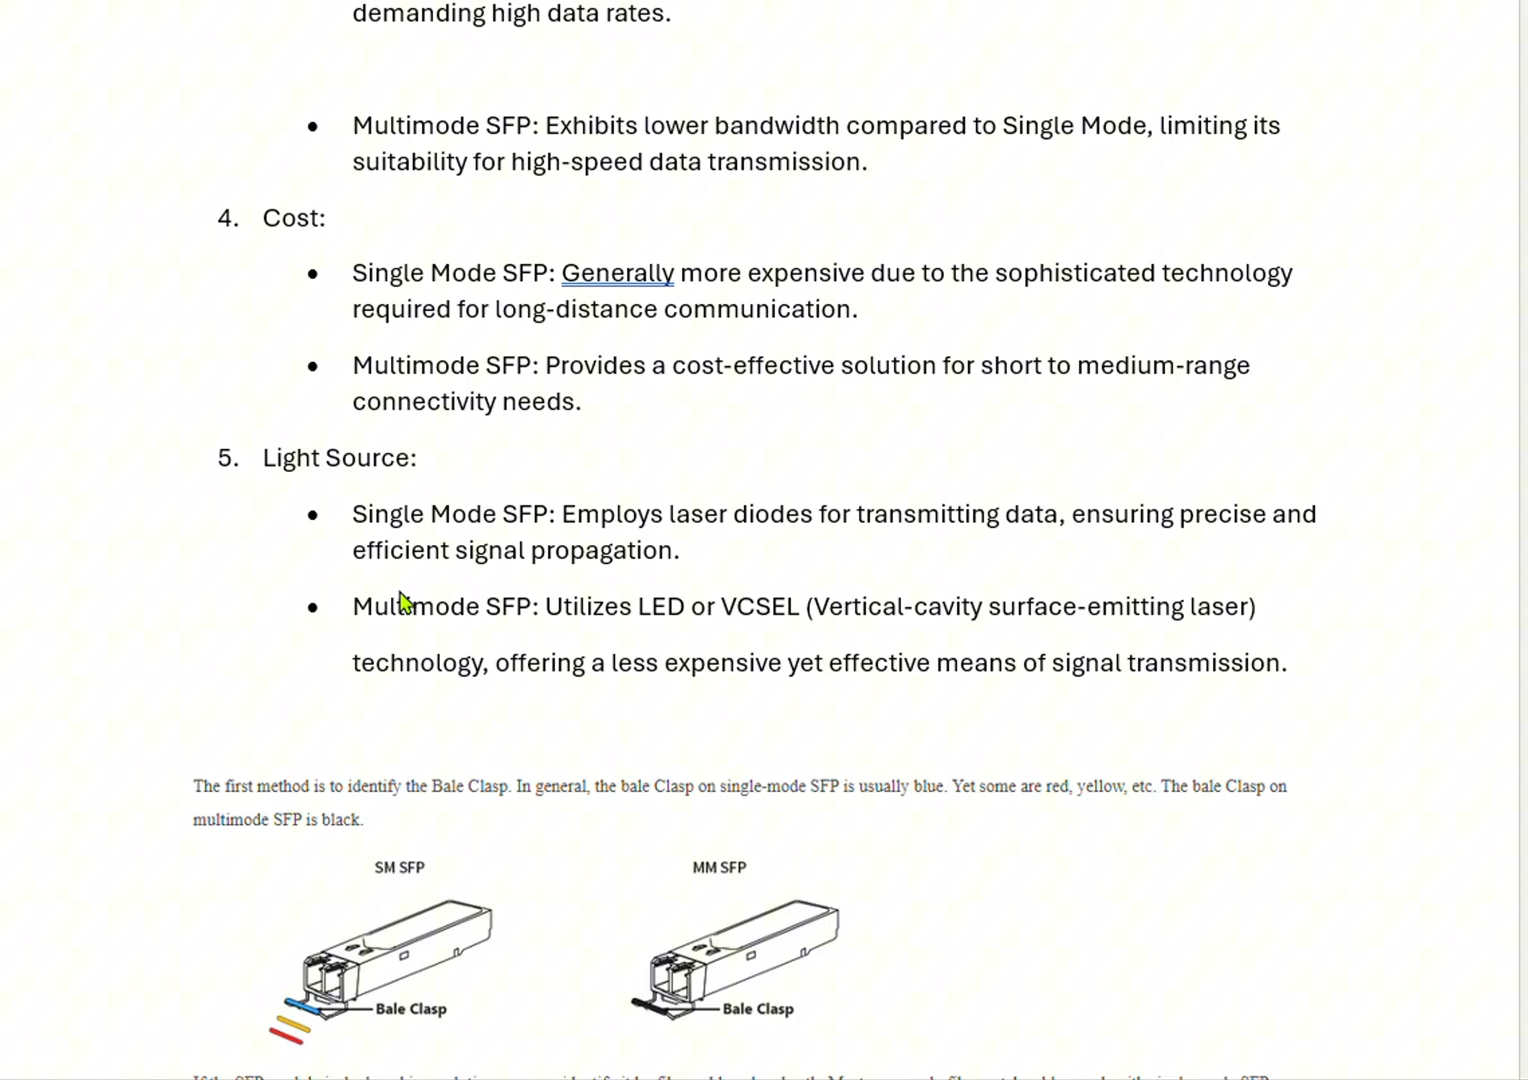 demanding high data rates.
• Multimode SFP: Exhibits lower bandwidth compared to Single Mode, limiting its
suitability for high-speed data transmission.
4. Cost:
• Single Mode SFP: Generally more expensive due to the sophisticated technology
required for long-distance communication.
• Multimode SFP: Provides a cost-effective solution for short to medium-range
connectivity needs.
5. Light Source:
• Single Mode SFP: Employs laser diodes for transmitting data, ensuring precise and
efficient signal propagation.
• Multimode SFP: Utilizes LED or VCSEL (Vertical-cavity surface-emitting laser)
technology, offering a less expensive yet effective means of signal transmission.
The first method is to identify the Bale Clasp. In general, the bale Clasp on single-mode SFP is usually blue. Yet some are red, yellow, etc. The bale Clasp on
multimode SFP is black.
SM SFP
MM SFP
Bale Clasp
Bale Clasp